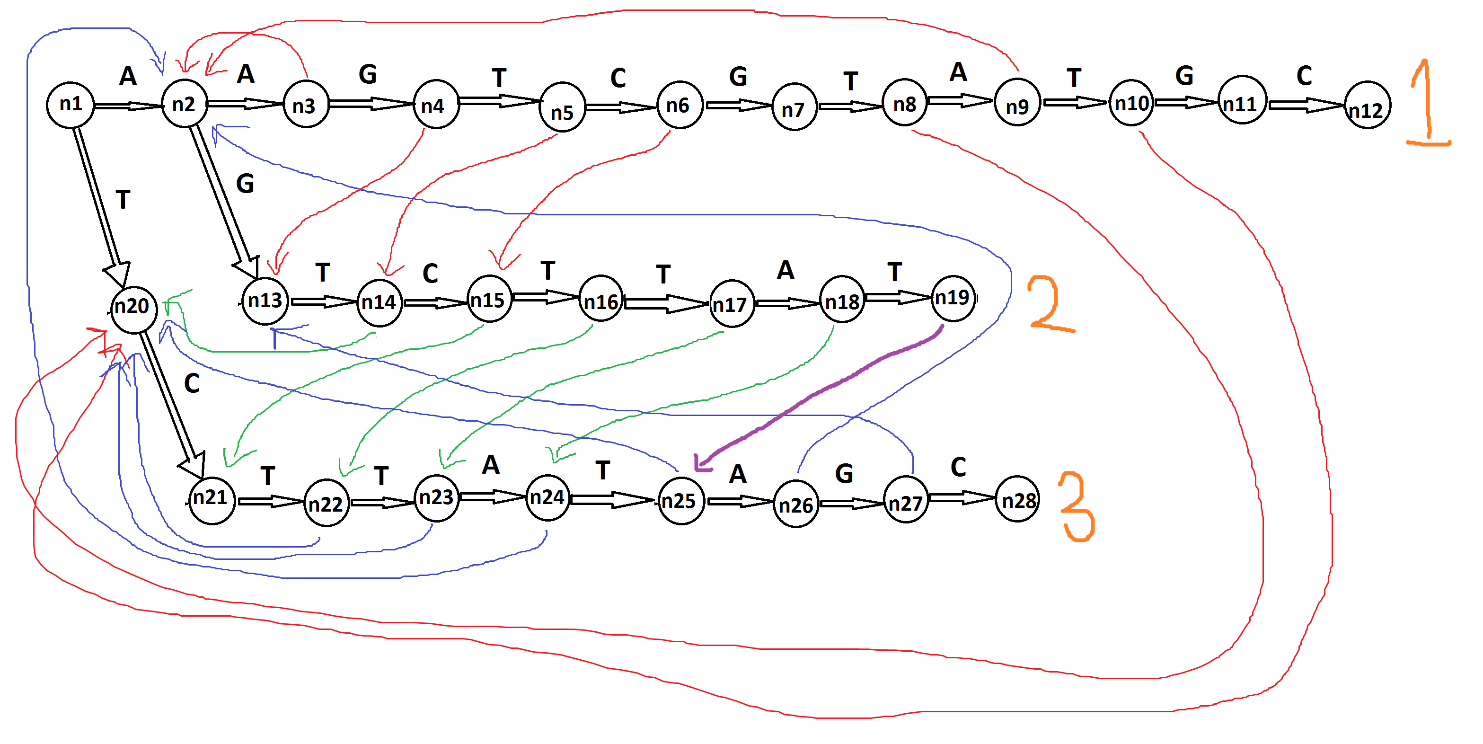 A A G T C G T A T G C
n1 n2 n3 n4 n5 n6 n7 n8 n9 n10 n11 n12 1
T G
T C T T A T
n20 n13 n14 n15 n16 n17 n18 n19 2
C
T T A T A G C
n21 n22 n23 n24 n25 n26 n27 n28 3